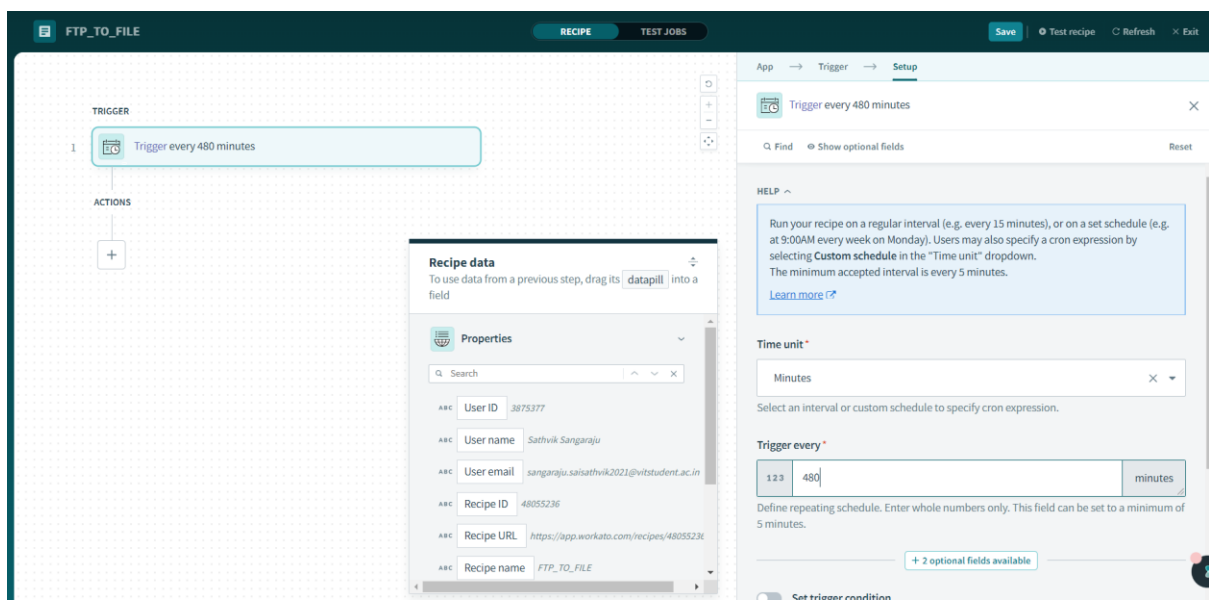 FTP_TO_FILE
RECIPE
TEST JOBS
Save
Test recipe
Refresh
Exit
TRIGGER
1
Trigger every 480 minutes
ACTIONS
Recipe data
To use data from a previous step, drag its datapill into a
field
Properties
Search
ABC User ID 3875377
ABC User name Sathvik Sangaraju
ABC User email sangaraju.saisathvik2021@vitstudent.ac.in
ABC Recipe ID 48055236
ABC Recipe URL https://app.workato.com/recipes/48055236
ABC Recipe name FTP_TO_FILE
App
Trigger
Setup
Trigger every 480 minutes
Find
Show optional fields
Reset
HELP
Run your recipe on a regular interval (e.g. every 15 minutes), or on a set schedule (e.g.
at 9:00AM every week on Monday). Users may also specify a cron expression by
selecting Custom schedule in the "Time unit" dropdown.
The minimum accepted interval is every 5 minutes.
Learn more
Time unit*
Minutes
Select an interval or custom schedule to specify cron expression.
Trigger every*
123 480 minutes
Define repeating schedule. Enter whole numbers only. This field can be set to a minimum of
5 minutes.
+ 2 optional fields available
Set trigger condition